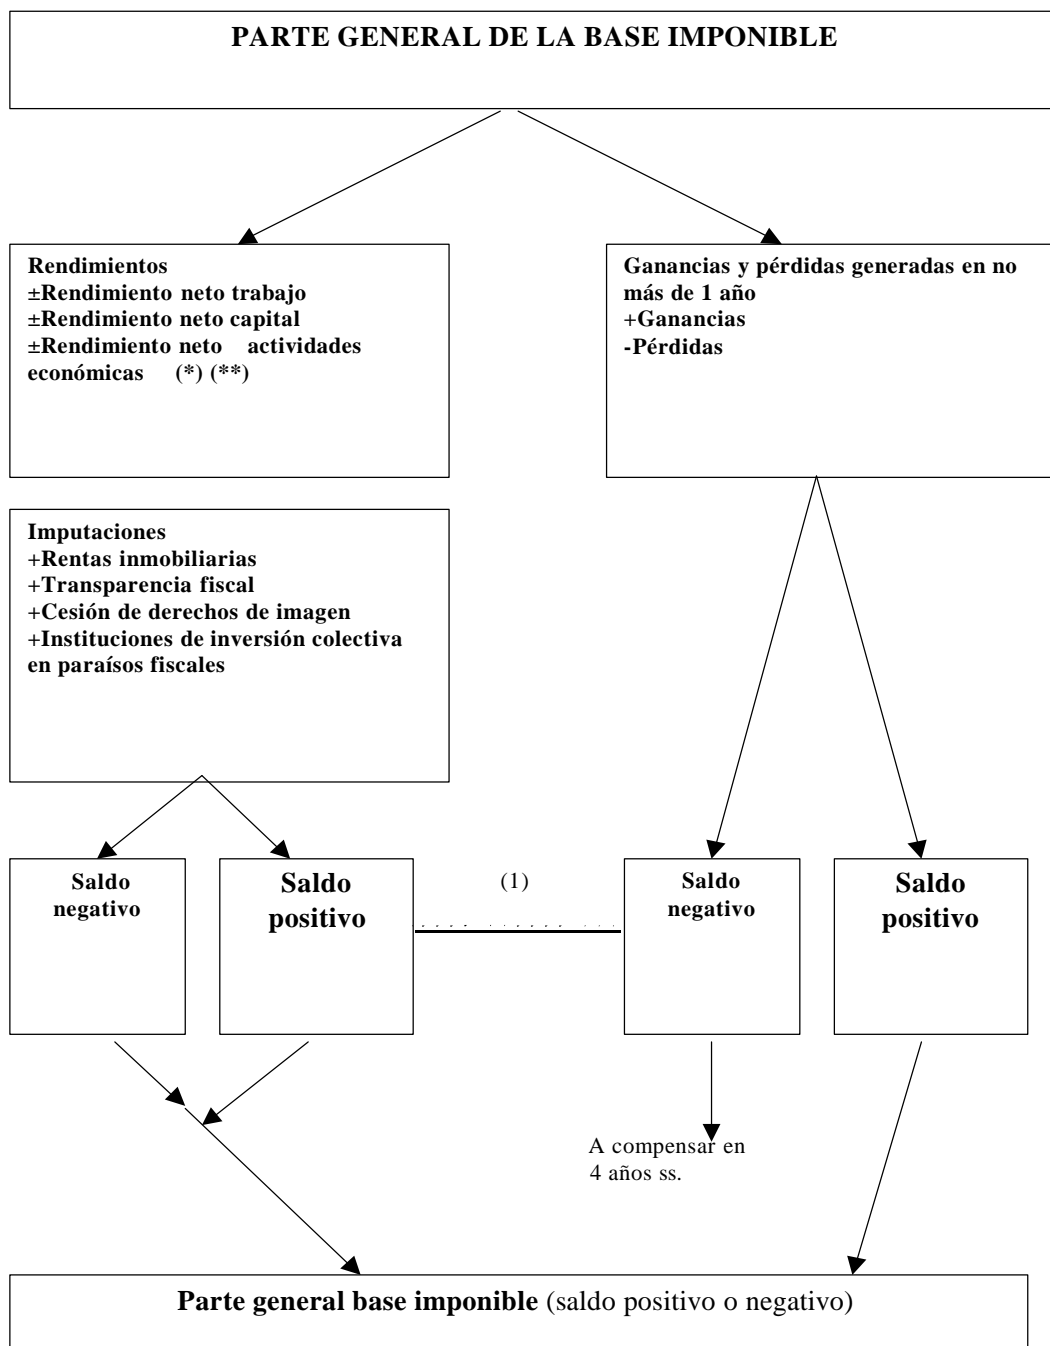 PARTE GENERAL DE LA BASE IMPONIBLE
Rendimientos
±Rendimiento neto trabajo
±Rendimiento neto capital
±Rendimiento neto actividades
económicas (*) (**)
Ganancias y pérdidas generadas en no
más de 1 año
+Ganancias
-Pérdidas
Imputaciones
+Rentas inmobiliarias
+Transparencia fiscal
+Cesión de derechos de imagen
+Instituciones de inversión colectiva
en paraísos fiscales
Saldo
negativo
Saldo
positivo
(1)
Saldo
negativo
Saldo
positivo
A compensar en
4 años ss.
Parte general base imponible (saldo positivo o negativo)